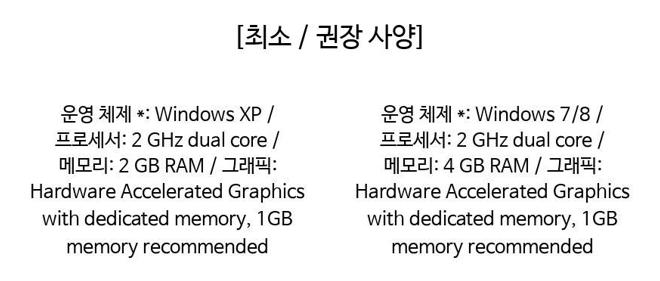 [최소 / 권장 사양]
운영 체제 *: Windows XP /
프로세서: 2 GHz dual core /
메모리: 2 GB RAM / 그래픽:
Hardware Accelerated Graphics
with dedicated memory, 1GB
memory recommended
운영 체제 *: Windows 7/8 /
프로세서: 2 GHz dual core /
메모리: 4 GB RAM / 그래픽:
Hardware Accelerated Graphics
with dedicated memory, 1GB
memory recommended